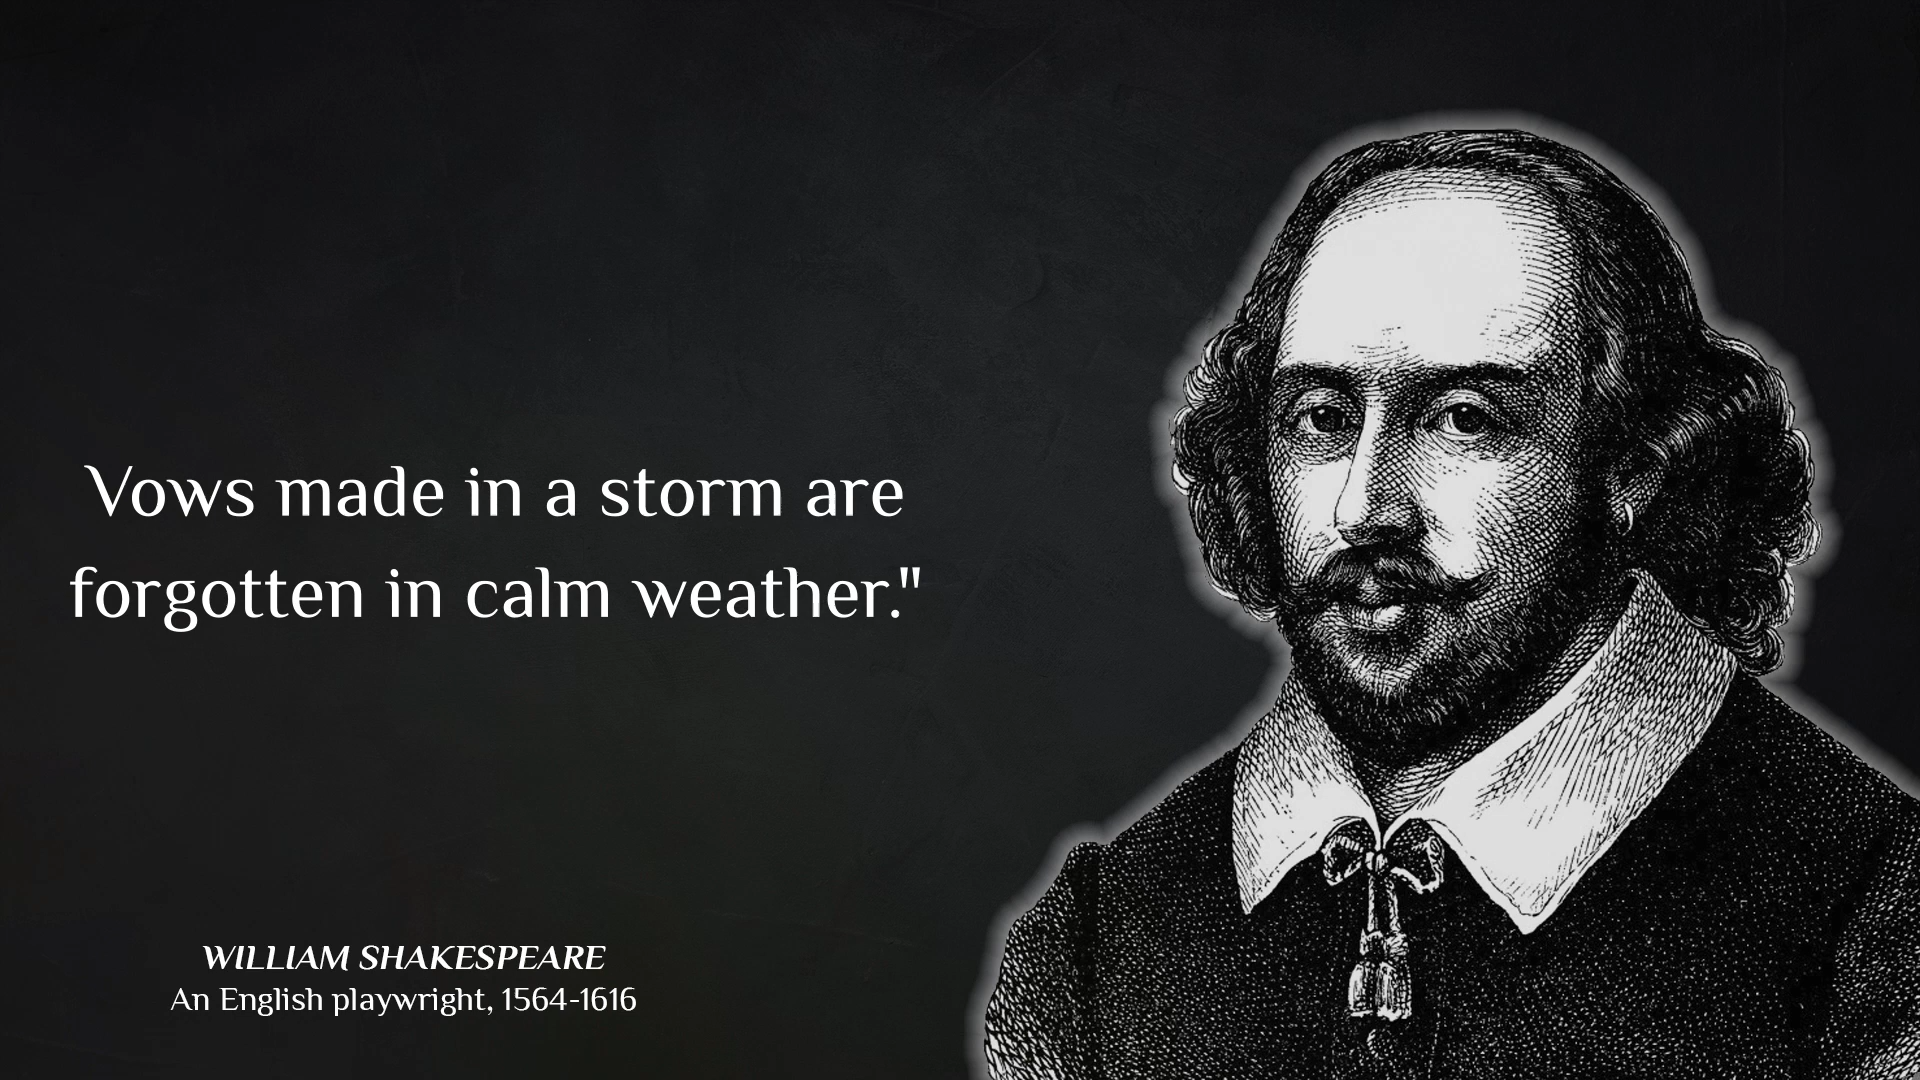 Vows made in a storm are
forgotten in calm weather."
WILLIAM SHAKESPEARE
An English playwright, 1564-1616